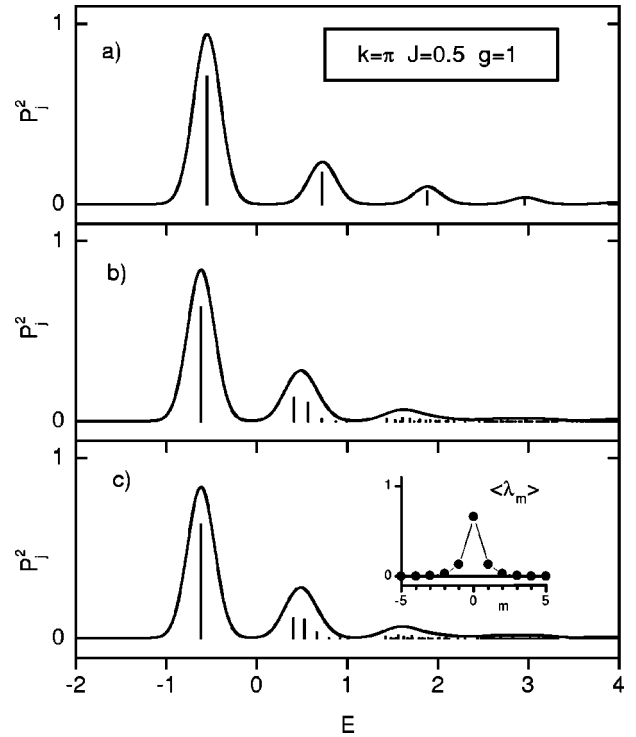 1
a)
k=π J=0.5 g=1
P²ⱼ
0
1
b)
P²ⱼ
0
1
c)
<λₘ>
1
P²ⱼ
0
-5 0 5
m
0
-2 -1 0 1 2 3 4
E